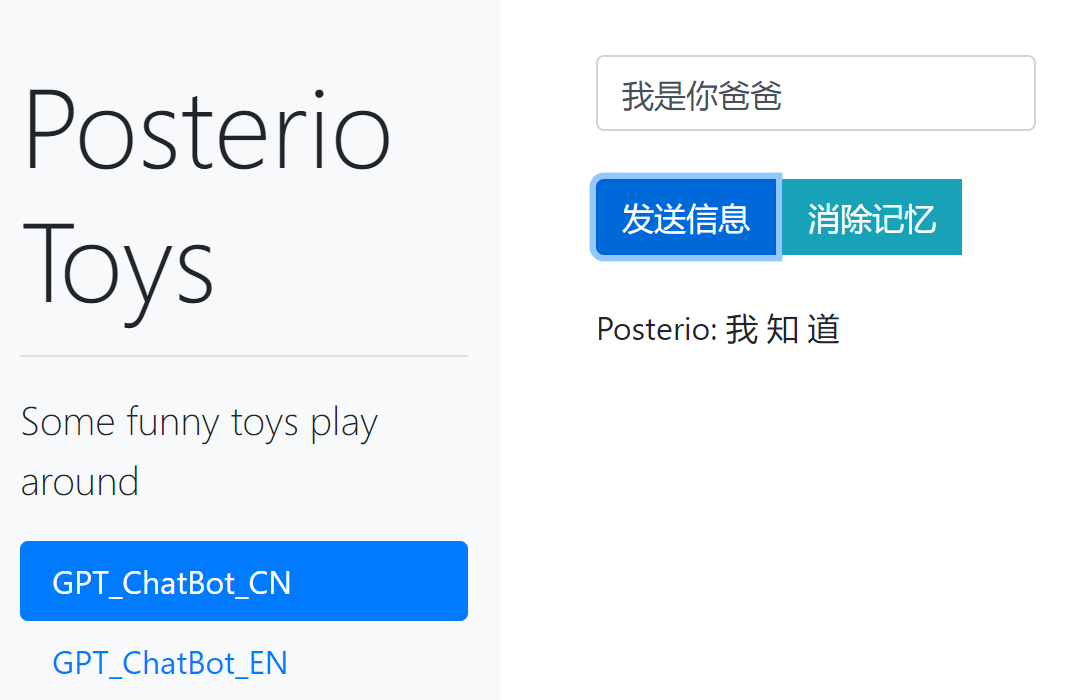 Posterio
Toys
Some funny toys play
around
GPT_ChatBot_CN
GPT_ChatBot_EN
我是你爸爸
发送信息 消除记忆
Posterio: 我 知 道